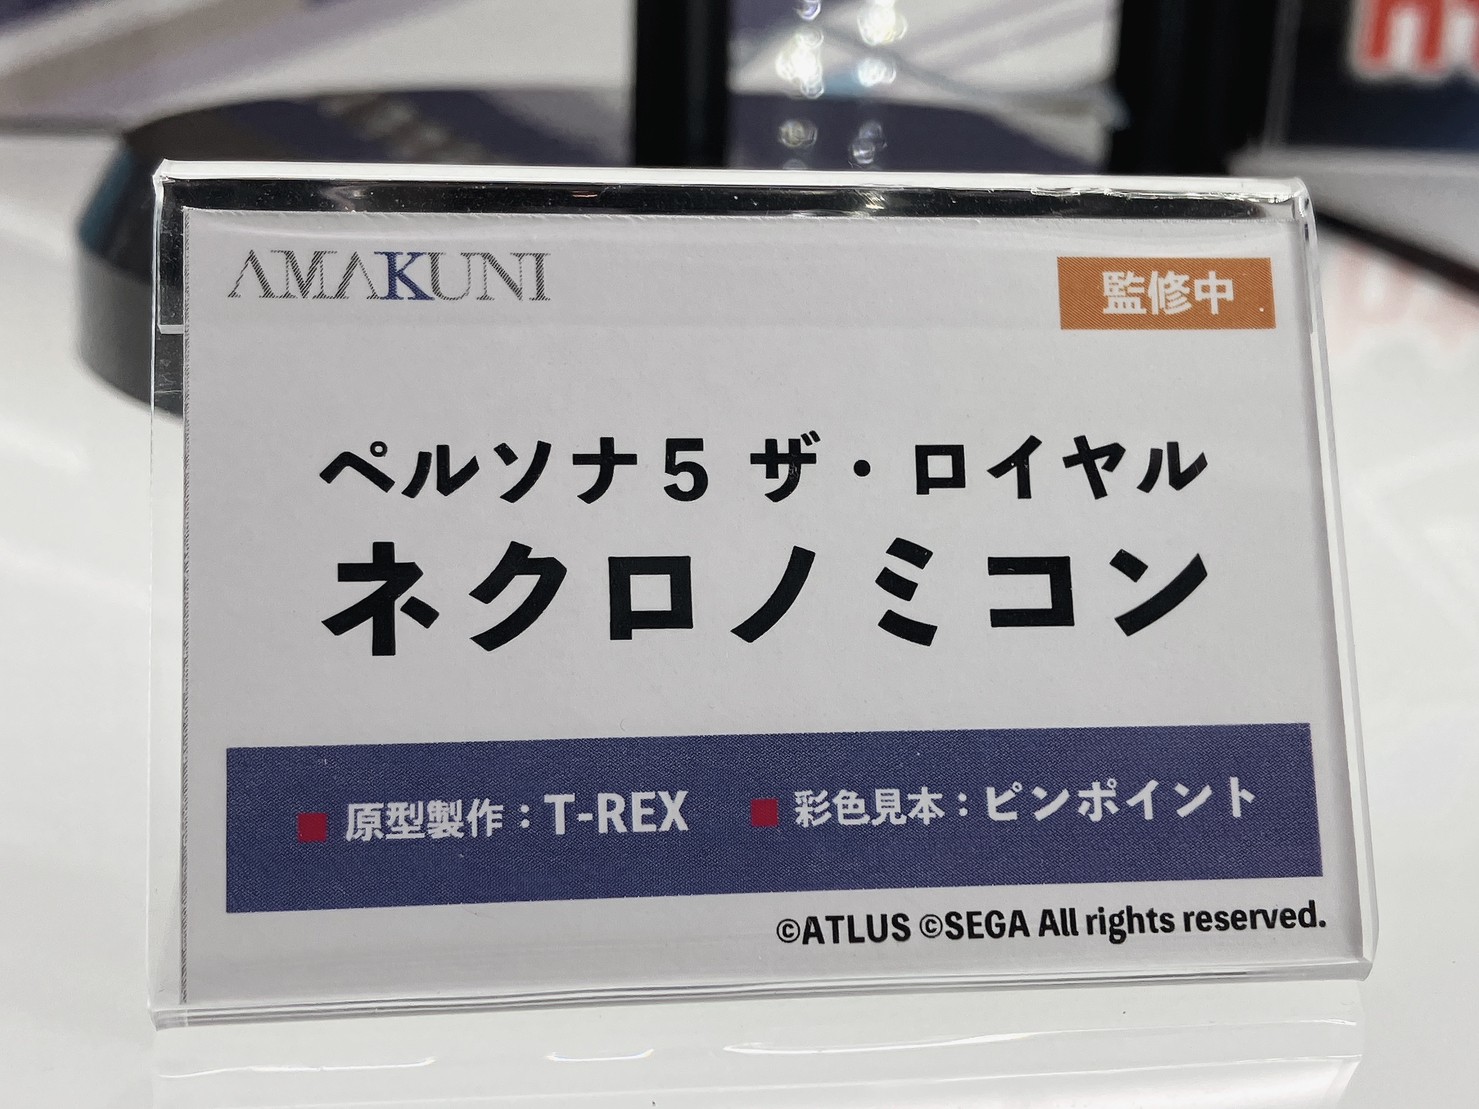 AMAKUNI
監修中
ペルソナ5 ザ・ロイヤル
ネクロノミコン
■ 原型製作：T-REX ■ 彩色見本：ピンポイント
©ATLUS ©SEGA All rights reserved.